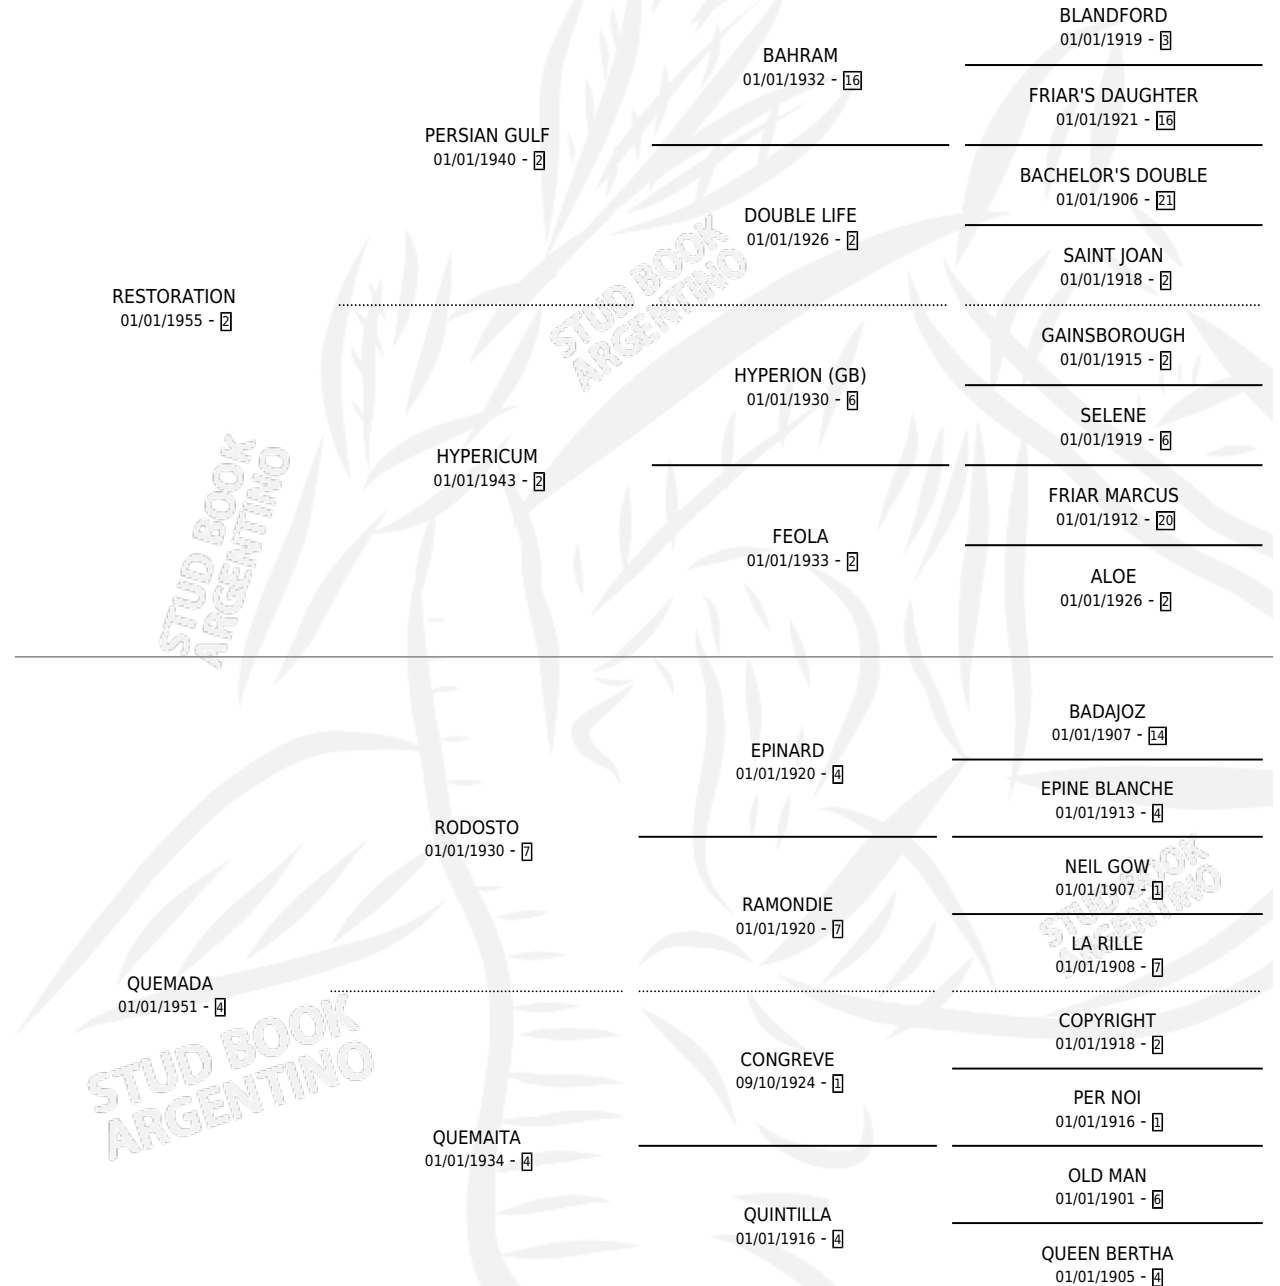 BLANDFORD
01/01/1919 - 3
BAHRAM
01/01/1932 - 16
FRIAR'S DAUGHTER
01/01/1921 - 16
PERSIAN GULF
01/01/1940 - 2
BACHELOR'S DOUBLE
01/01/1906 - 21
DOUBLE LIFE
01/01/1926 - 2
SAINT JOAN
01/01/1918 - 2
RESTORATION
01/01/1955 - 2
STUD BOOK
ARGENTINO
GAINSBOROUGH
01/01/1915 - 2
HYPERION (GB)
01/01/1930 - 6
SELENE
01/01/1919 - 6
HYPERICUM
01/01/1943 - 2
FRIAR MARCUS
01/01/1912 - 20
FEOLA
01/01/1933 - 2
ALOE
01/01/1926 - 2
STUD BOOK
ARGENTINO
BADAJOZ
01/01/1907 - 14
EPINARD
01/01/1920 - 4
EPINE BLANCHE
01/01/1913 - 4
RODOSTO
01/01/1930 - 7
NEIL GOW
01/01/1907 - 1
RAMONDIE
01/01/1920 - 7
LA RILLE
01/01/1908 - 7
STUD BOOK
ARGENTINO
QUEMADA
01/01/1951 - 4
COPYRIGHT
01/01/1918 - 2
CONGREVE
09/10/1924 - 1
PER NOI
01/01/1916 - 1
STUD BOOK
ARGENTINO
QUEMAITA
01/01/1934 - 4
OLD MAN
01/01/1901 - 6
QUINTILLA
01/01/1916 - 4
QUEEN BERTHA
01/01/1905 - 4